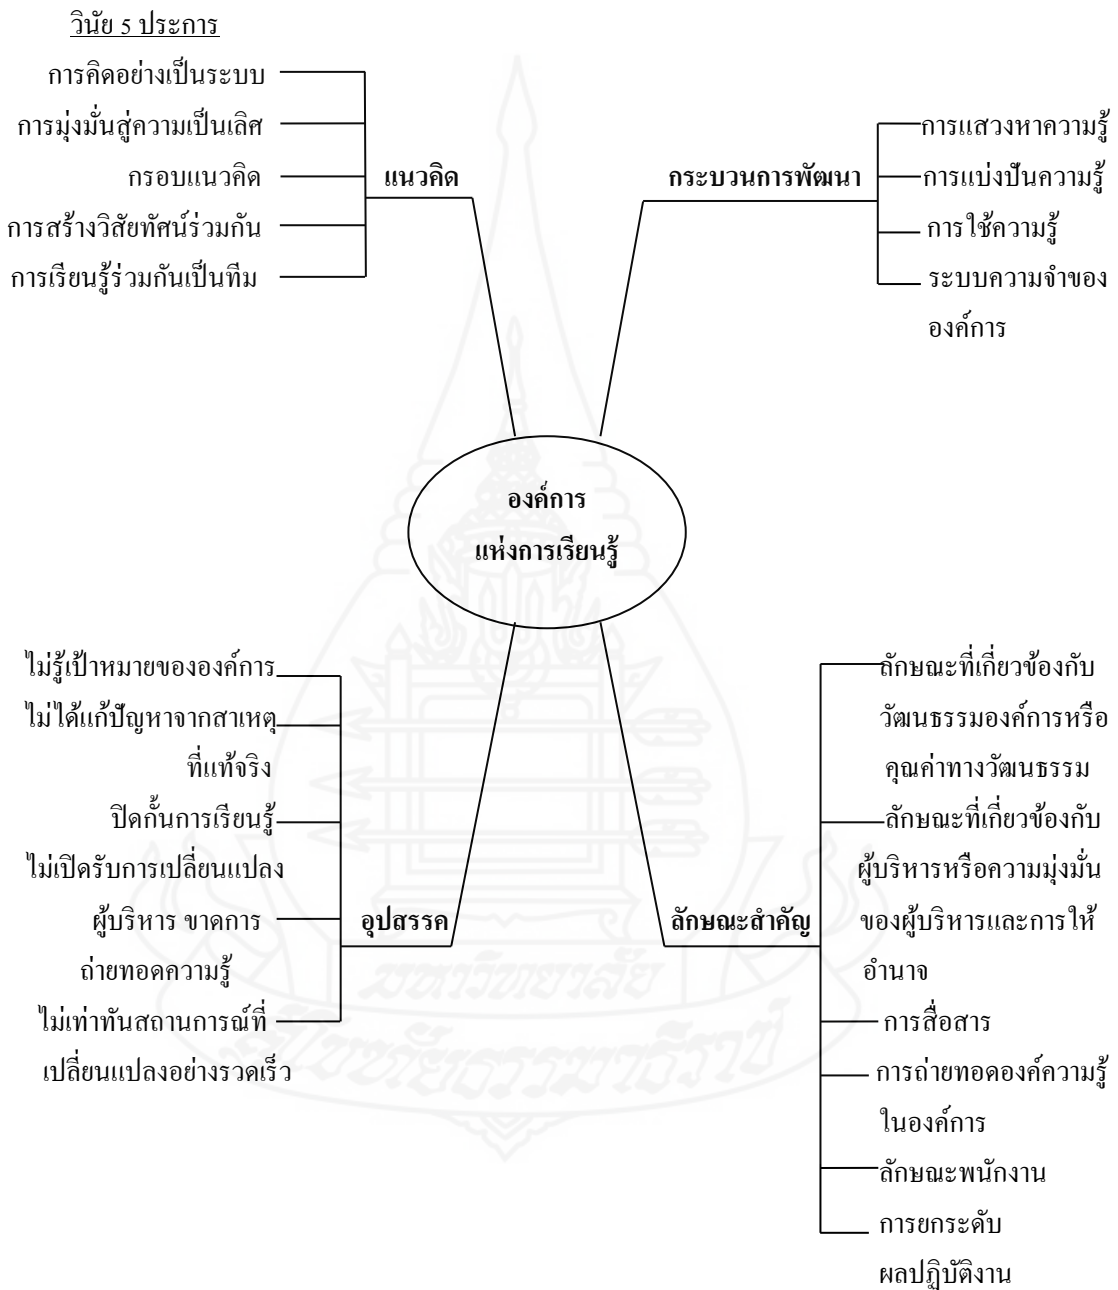 วินัย 5 ประการ
การคิดอย่างเป็นระบบ
การมุ่งมั่นสู่ความเป็นเลิศ
กรอบแนวคิด
การสร้างวิสัยทัศน์ร่วมกัน
การเรียนรู้ร่วมกันเป็นทีม
แนวคิด
กระบวนการพัฒนา
การแสวงหาความรู้
การแบ่งปันความรู้
การใช้ความรู้
ระบบความจำของ
องค์การ
องค์การ
แห่งการเรียนรู้
ไม่รู้เป้าหมายขององค์การ
ไม่ได้แก้ปัญหาจากสาเหตุ
ที่แท้จริง
ปิดกั้นการเรียนรู้
ไม่เปิดรับการเปลี่ยนแปลง
ผู้บริหาร ขาดการ
ถ่ายทอดความรู้
ไม่เท่าทันสถานการณ์ที่
เปลี่ยนแปลงอย่างรวดเร็ว
อุปสรรค
ลักษณะสำคัญ
ลักษณะที่เกี่ยวข้องกับ
วัฒนธรรมองค์การหรือ
คุณค่าทางวัฒนธรรม
ลักษณะที่เกี่ยวข้องกับ
ผู้บริหารหรือความมุ่งมั่น
ของผู้บริหารและการให้
อำนาจ
การสื่อสาร
การถ่ายทอดองค์ความรู้
ในองค์การ
ลักษณะพนักงาน
การยกระดับ
ผลปฏิบัติงาน
มหาวิทยาลัย
สุโขทัยธรรมาธิราช